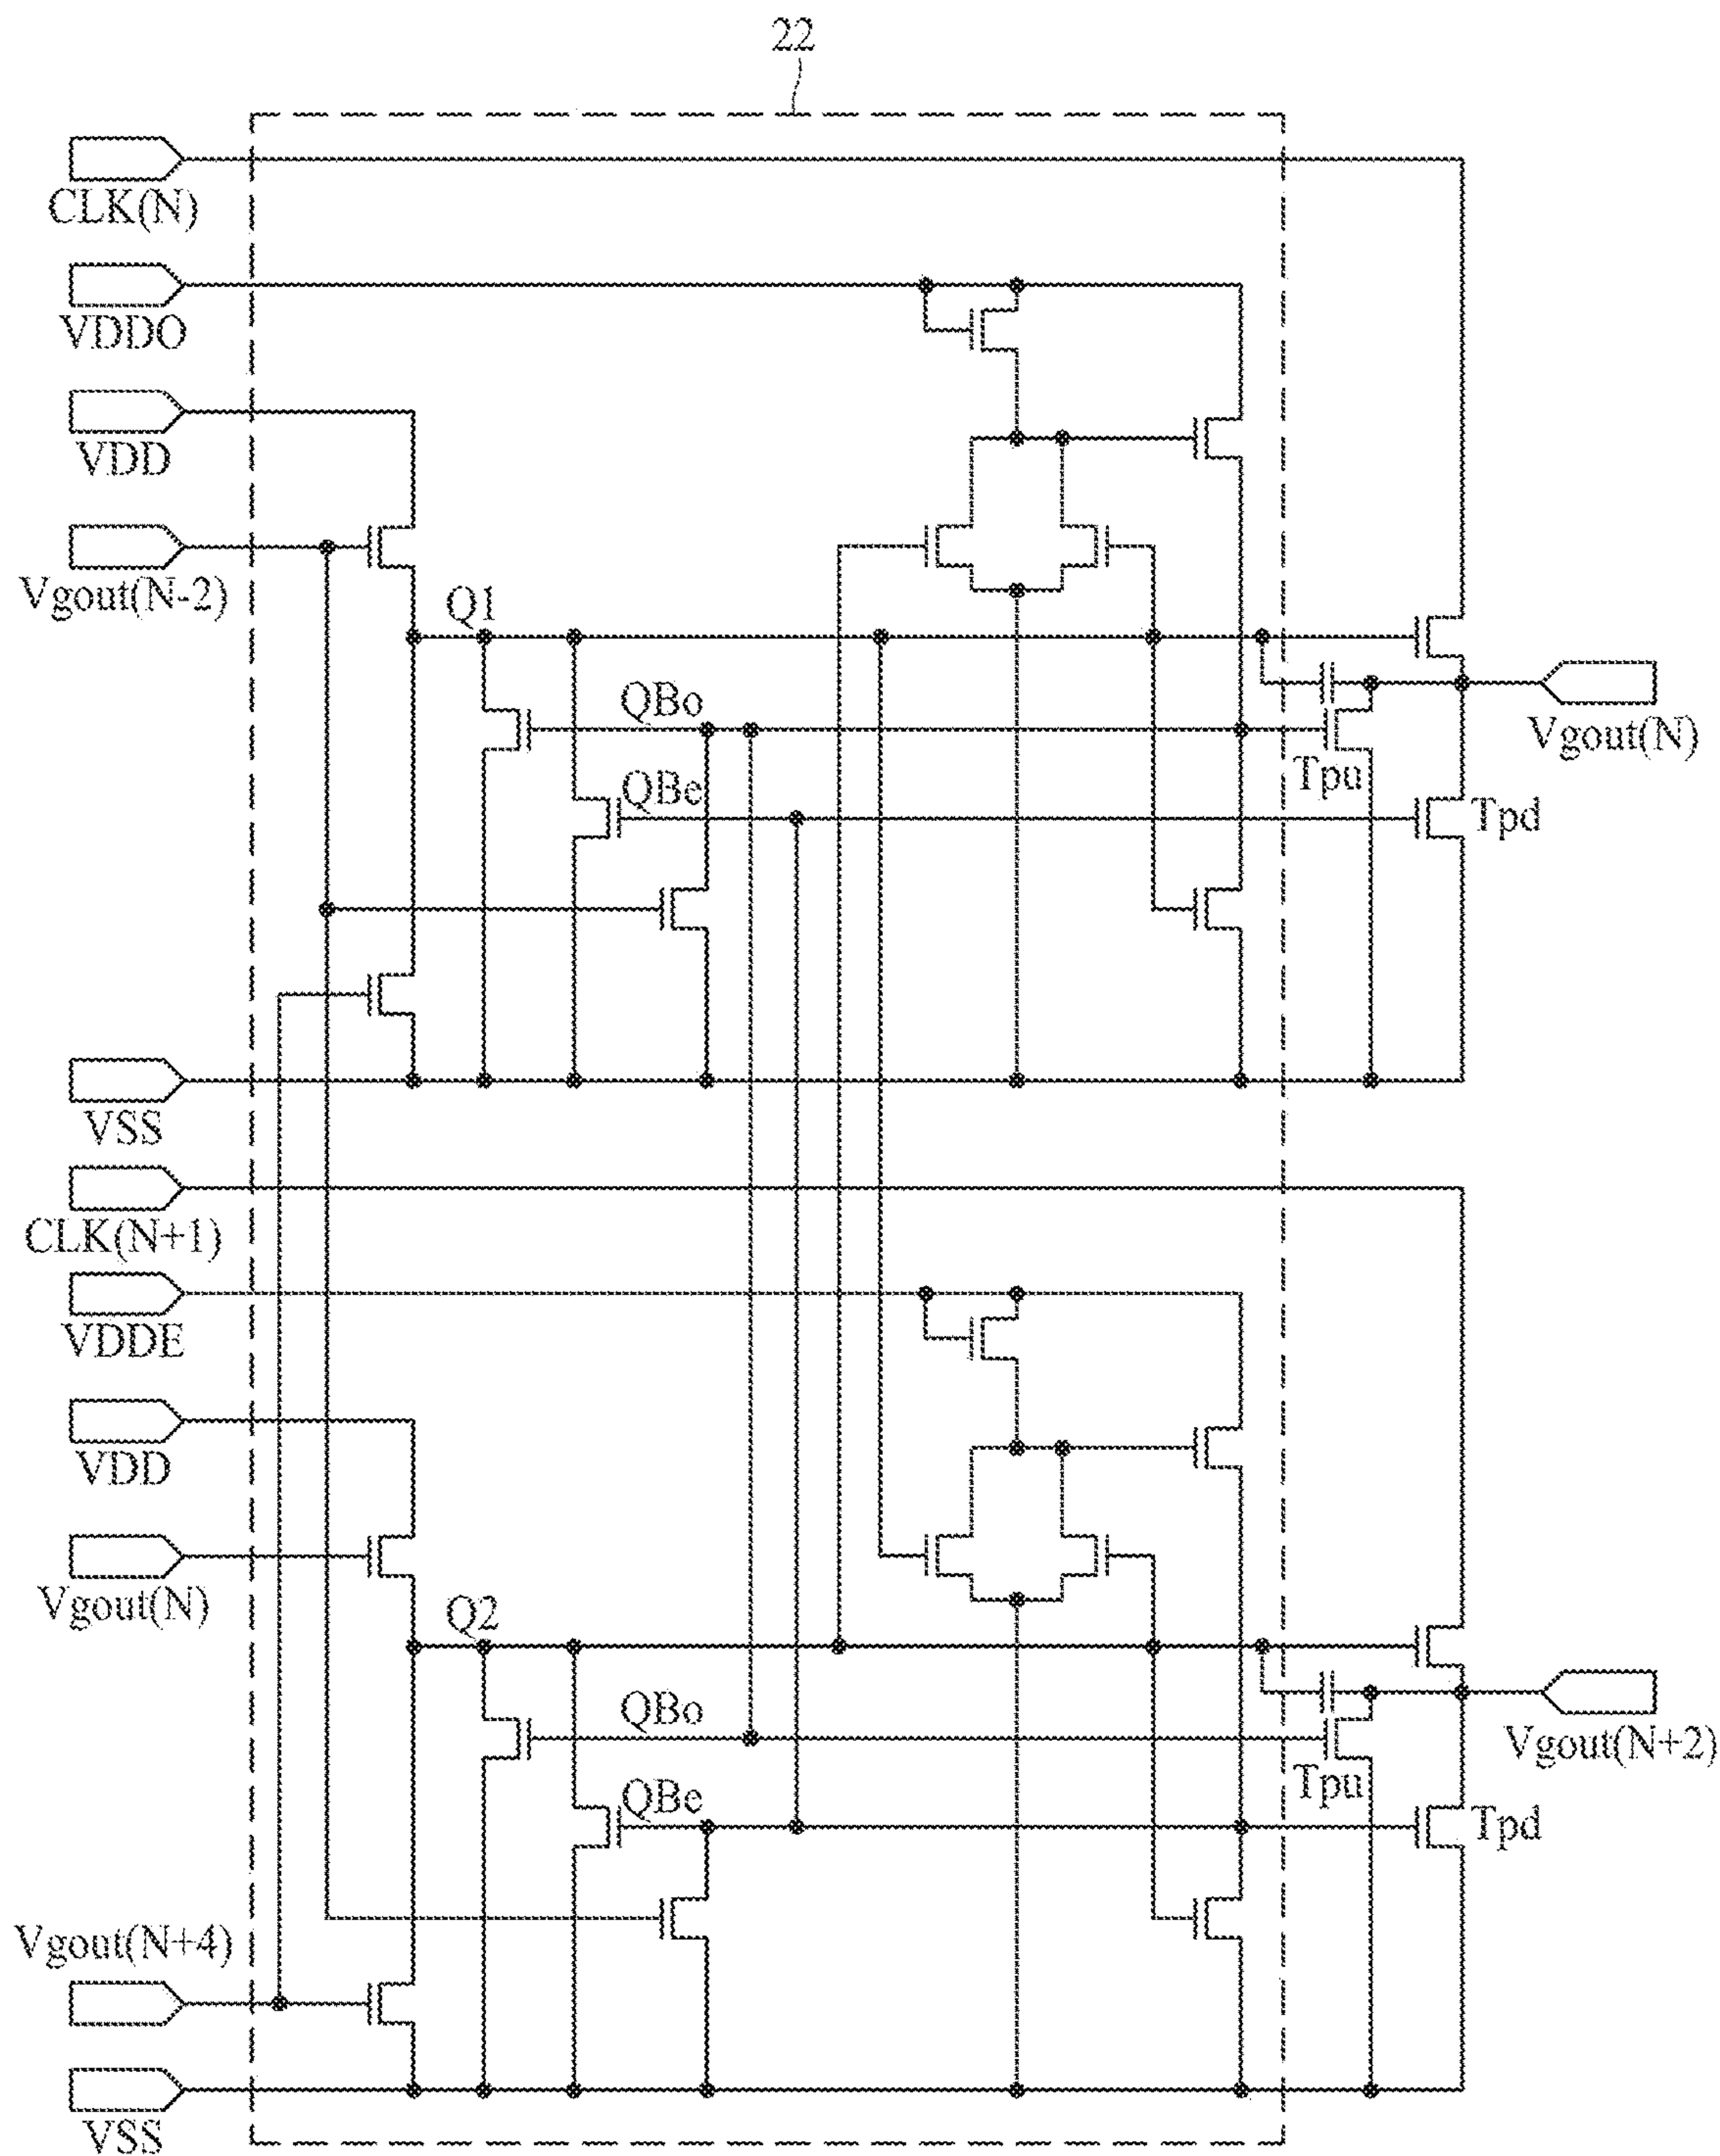 22
CLK(N)
VDDO
VDD
Vgout(N-2)
Q1
QBo
Vgout(N)
Tpu
QBe
Tpd
VSS
CLK(N+1)
VDDE
VDD
Vgout(N)
Q2
QBo
Vgout(N+2)
Tpu
QBe
Tpd
Vgout(N+4)
VSS